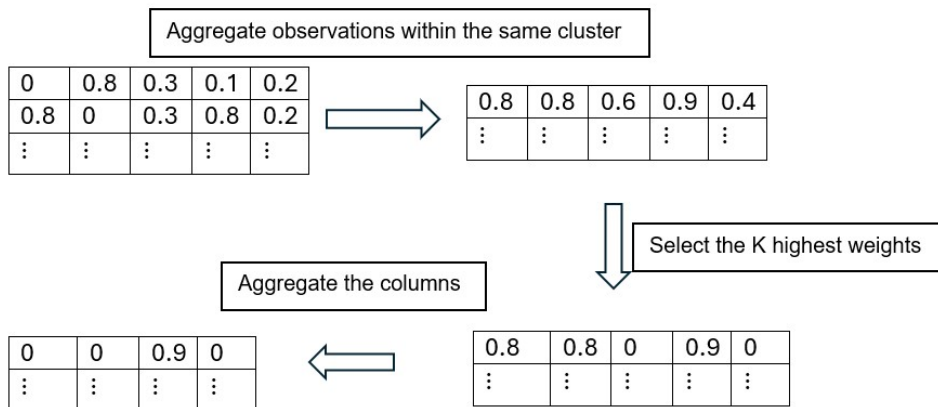 Aggregate observations within the same cluster
0 0.8 0.3 0.1 0.2
0.8 0 0.3 0.8 0.2
⋮ ⋮ ⋮ ⋮ ⋮
0.8 0.8 0.6 0.9 0.4
⋮ ⋮ ⋮ ⋮ ⋮
Select the K highest weights
Aggregate the columns
0.8 0.8 0 0.9 0
⋮ ⋮ ⋮ ⋮ ⋮
0 0 0.9 0
⋮ ⋮ ⋮ ⋮